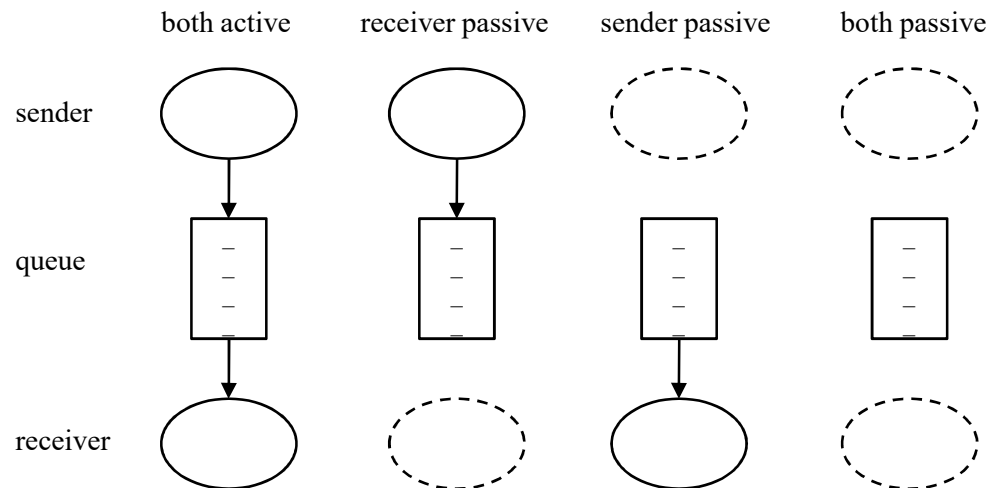 both active receiver passive sender passive both passive
sender
queue
receiver